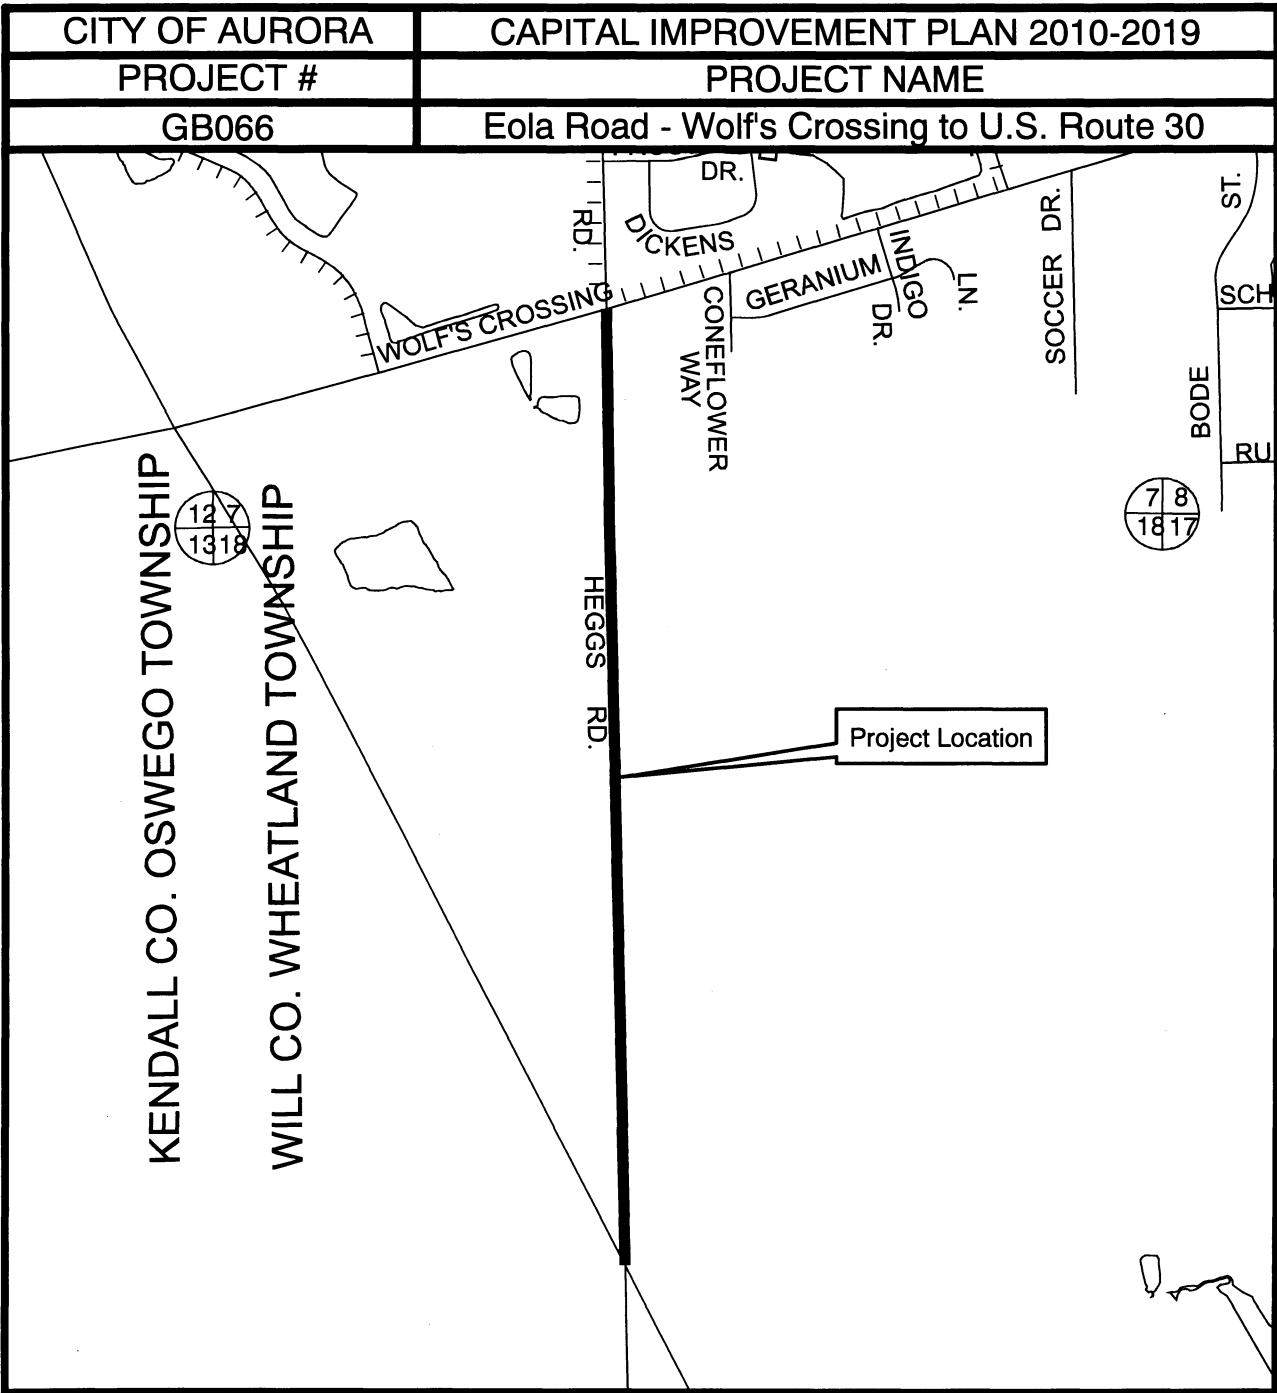 CITY OF AURORA
CAPITAL IMPROVEMENT PLAN 2010-2019
PROJECT #
PROJECT NAME
GB066
Eola Road - Wolf's Crossing to U.S. Route 30
DR.
RD.
DICKENS
WOLF'S CROSSING
GERANIUM
DR.
INDIGO
LN.
CONEFLOWER
WAY
SOCCER DR.
ST.
SCH
BODE
RU
12 7
13 18
7 8
18 17
KENDALL CO. OSWEGO TOWNSHIP
WILL CO. WHEATLAND TOWNSHIP
HEGGS RD.
Project Location